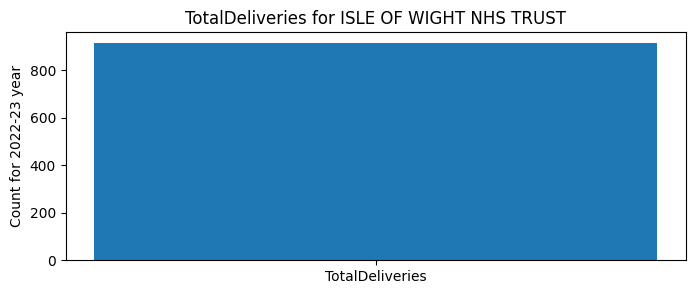 TotalDeliveries for ISLE OF WIGHT NHS TRUST
Count for 2022-23 year
800
600
400
200
0
TotalDeliveries